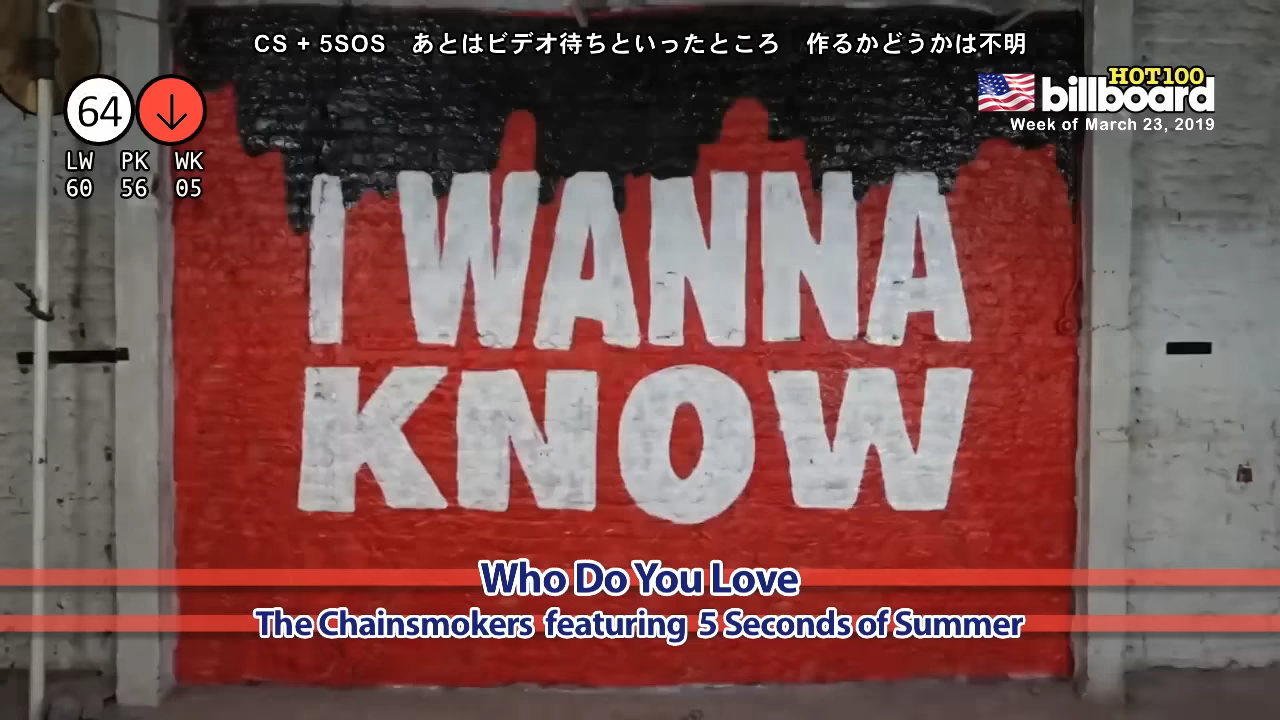 CS + 5SOS あとはビデオ待ちといったところ 作るかどうかは不明
64 ↓
LW PK WK
60 56 05
HOT100
billboard
Week of March 23, 2019
I WANNA
KNOW
Who Do You Love
The Chainsmokers featuring 5 Seconds of Summer